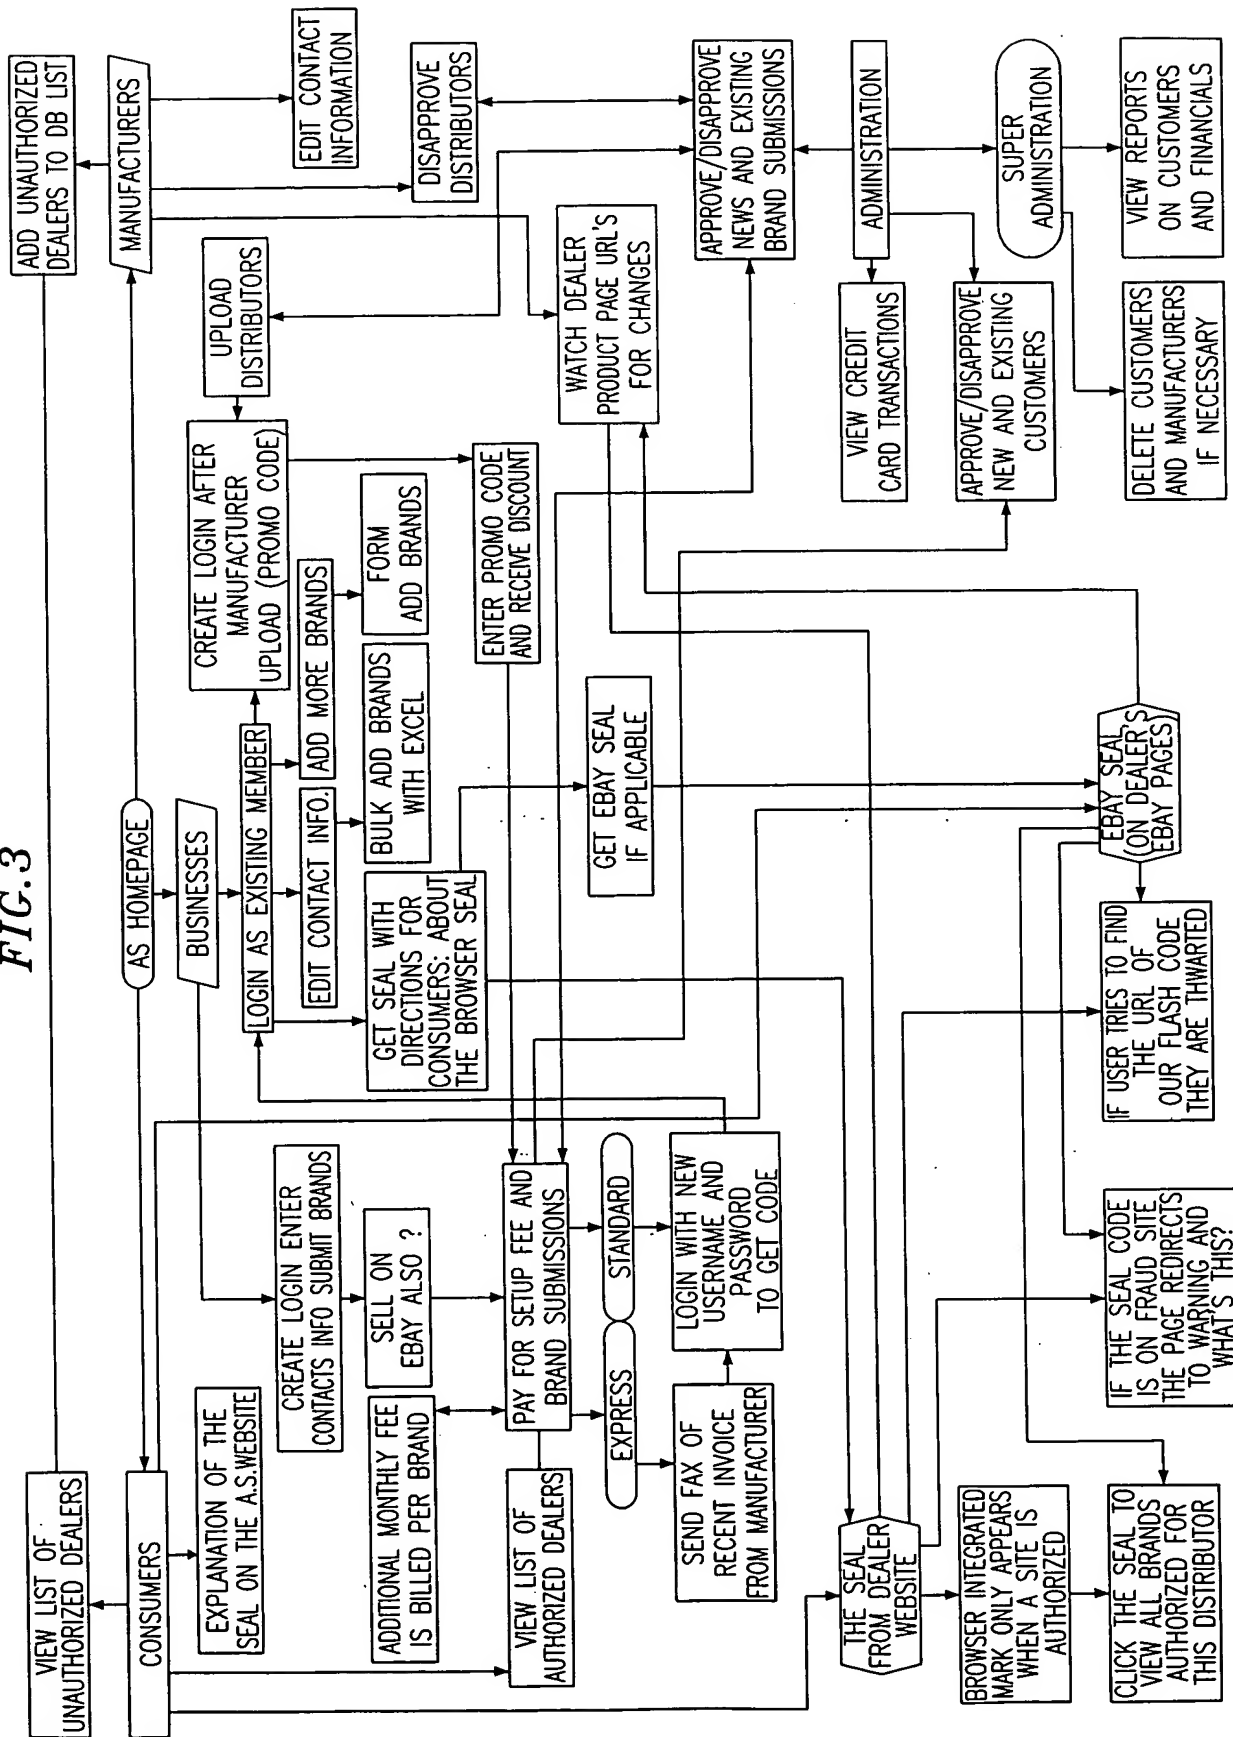 FIG.3
VIEW LIST OF
UNAUTHORIZED DEALERS
ADD UNAUTHORIZED
DEALERS TO DB LIST
CONSUMERS
AS HOMEPAGE
MANUFACTURERS
EXPLANATION OF THE
SEAL ON THE A.S.WEBSITE
BUSINESSES
UPLOAD
DISTRIBUTORS
EDIT CONTACT
INFORMATION
CREATE LOGIN ENTER
CONTACTS INFO SUBMIT BRANDS
LOGIN AS EXISTING MEMBER
CREATE LOGIN AFTER
MANUFACTURER
UPLOAD (PROMO CODE)
EDIT CONTACT INFO.
ADD MORE BRANDS
DISAPPROVE
DISTRIBUTORS
ADDITIONAL MONTHLY FEE
IS BILLED PER BRAND
SELL ON
EBAY ALSO ?
GET SEAL WITH
DIRECTIONS FOR
CONSUMERS: ABOUT
THE BROWSER SEAL
BULK ADD BRANDS
WITH EXCEL
FORM
ADD BRANDS
VIEW LIST OF
AUTHORIZED DEALERS
PAY FOR SETUP FEE AND
BRAND SUBMISSIONS
ENTER PROMO CODE
AND RECEIVE DISCOUNT
WATCH DEALER
PRODUCT PAGE URL'S
FOR CHANGES
EXPRESS
STANDARD
GET EBAY SEAL
IF APPLICABLE
APPROVE/DISAPPROVE
NEWS AND EXISTING
BRAND SUBMISSIONS
SEND FAX OF
RECENT INVOICE
FROM MANUFACTURER
LOGIN WITH NEW
USERNAME AND
PASSWORD
TO GET CODE
THE SEAL
FROM DEALER
WEBSITE
VIEW CREDIT
CARD TRANSACTIONS
ADMINISTRATION
BROWSER INTEGRATED
MARK ONLY APPEARS
WHEN A SITE IS
AUTHORIZED
APPROVE/DISAPPROVE
NEW AND EXISTING
CUSTOMERS
SUPER
ADMINISTRATION
CLICK THE SEAL TO
VIEW ALL BRANDS
AUTHORIZED FOR
THIS DISTRIBUTOR
IF THE SEAL CODE
IS ON FRAUD SITE
THE PAGE REDIRECTS
TO WARNING AND
WHAT'S THIS?
IF USER TRIES TO FIND
THE URL OF
OUR FLASH CODE
THEY ARE THWARTED
EBAY SEAL
(ON DEALER'S
EBAY PAGES)
DELETE CUSTOMERS
AND MANUFACTURERS
IF NECESSARY
VIEW REPORTS
ON CUSTOMERS
AND FINANCIALS